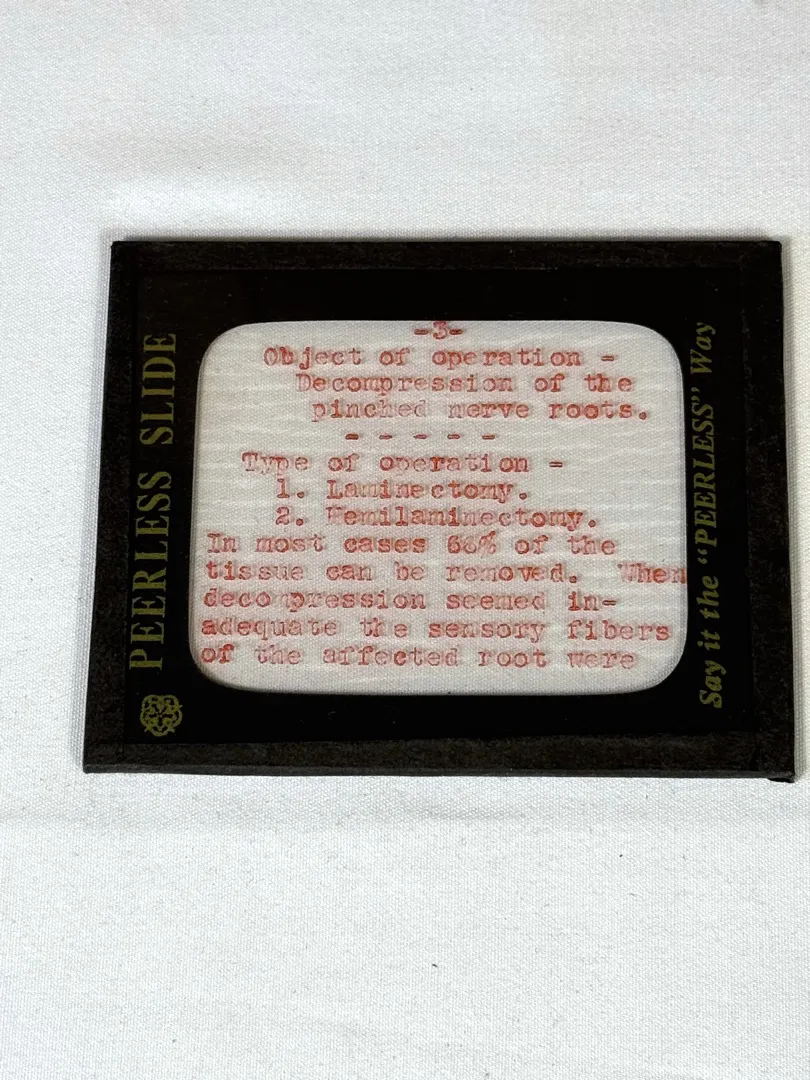 PEERLESS SLIDE
-3-
Object of operation -
Decompression of the
pinched nerve roots.
- - - - -
Type of operation -
1. Laminectomy.
2. Hemilaminectomy.
In most cases 66% of the
tissue can be removed. When
decompression seemed in-
adequate the sensory fibers
of the affected root were
Say it the "PEERLESS" Way